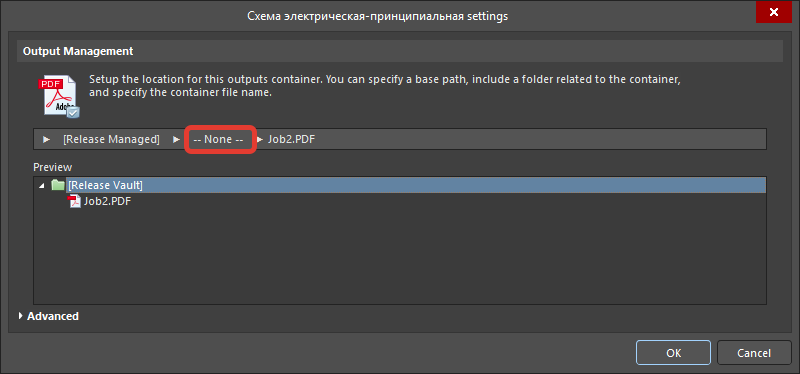 Схема электрическая-принципиальная settings
Output Management
Setup the location for this outputs container. You can specify a base path, include a folder related to the container,
and specify the container file name.
PDF
Adobe
[Release Managed]
-- None --
Job2.PDF
Preview
[Release Vault]
Job2.PDF
Advanced
OK
Cancel